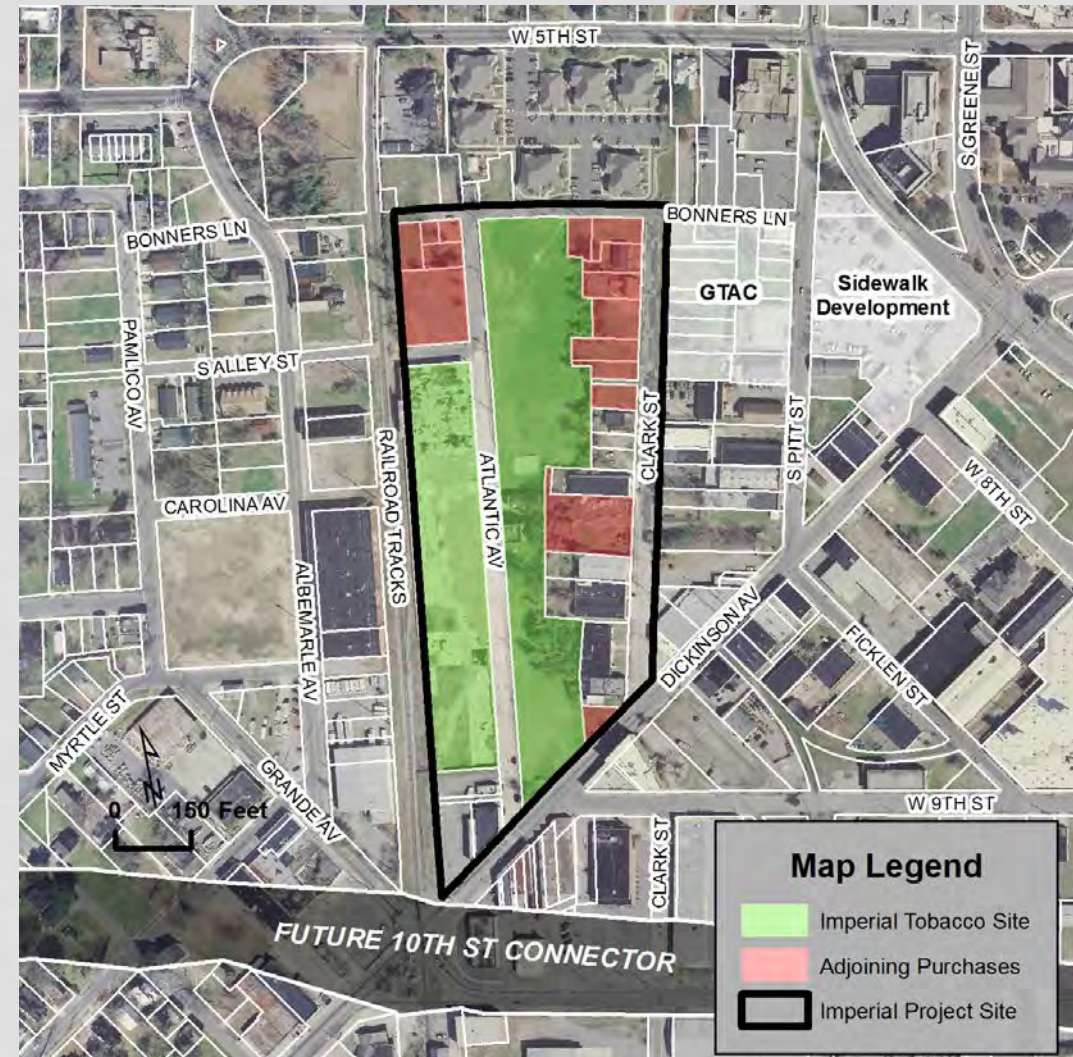 W 5TH ST
S GREENE ST
BONNERS LN
BONNERS LN
GTAC
Sidewalk
Development
PAMLICO AV
S ALLEY ST
RAILROAD TRACKS
ATLANTIC AV
CLARK ST
S PITT ST
W 8TH ST
CAROLINA AV
ALBEMARLE AV
DICKINSON AV
FICKLEN ST
MYRTLE ST
GRANDE AV
N
0 150 Feet
W 9TH ST
CLARK ST
FUTURE 10TH ST CONNECTOR
Map Legend
Imperial Tobacco Site
Adjoining Purchases
Imperial Project Site